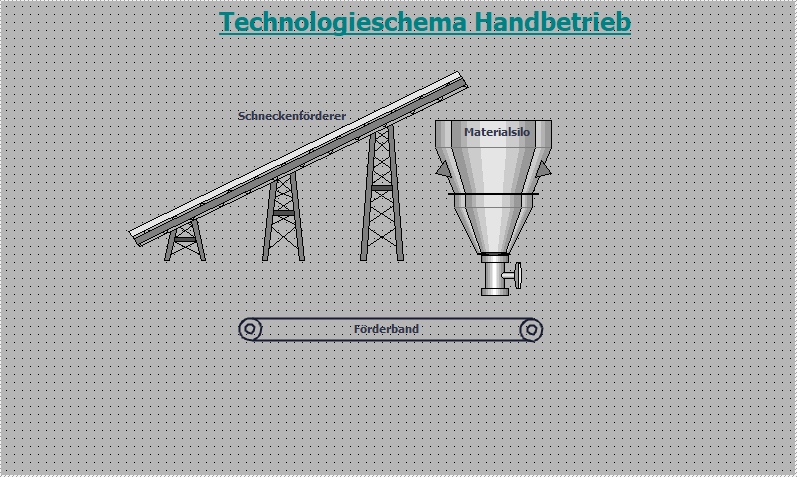 Technologieschema Handbetrieb
Schneckenförderer
Materialsilo
Förderband